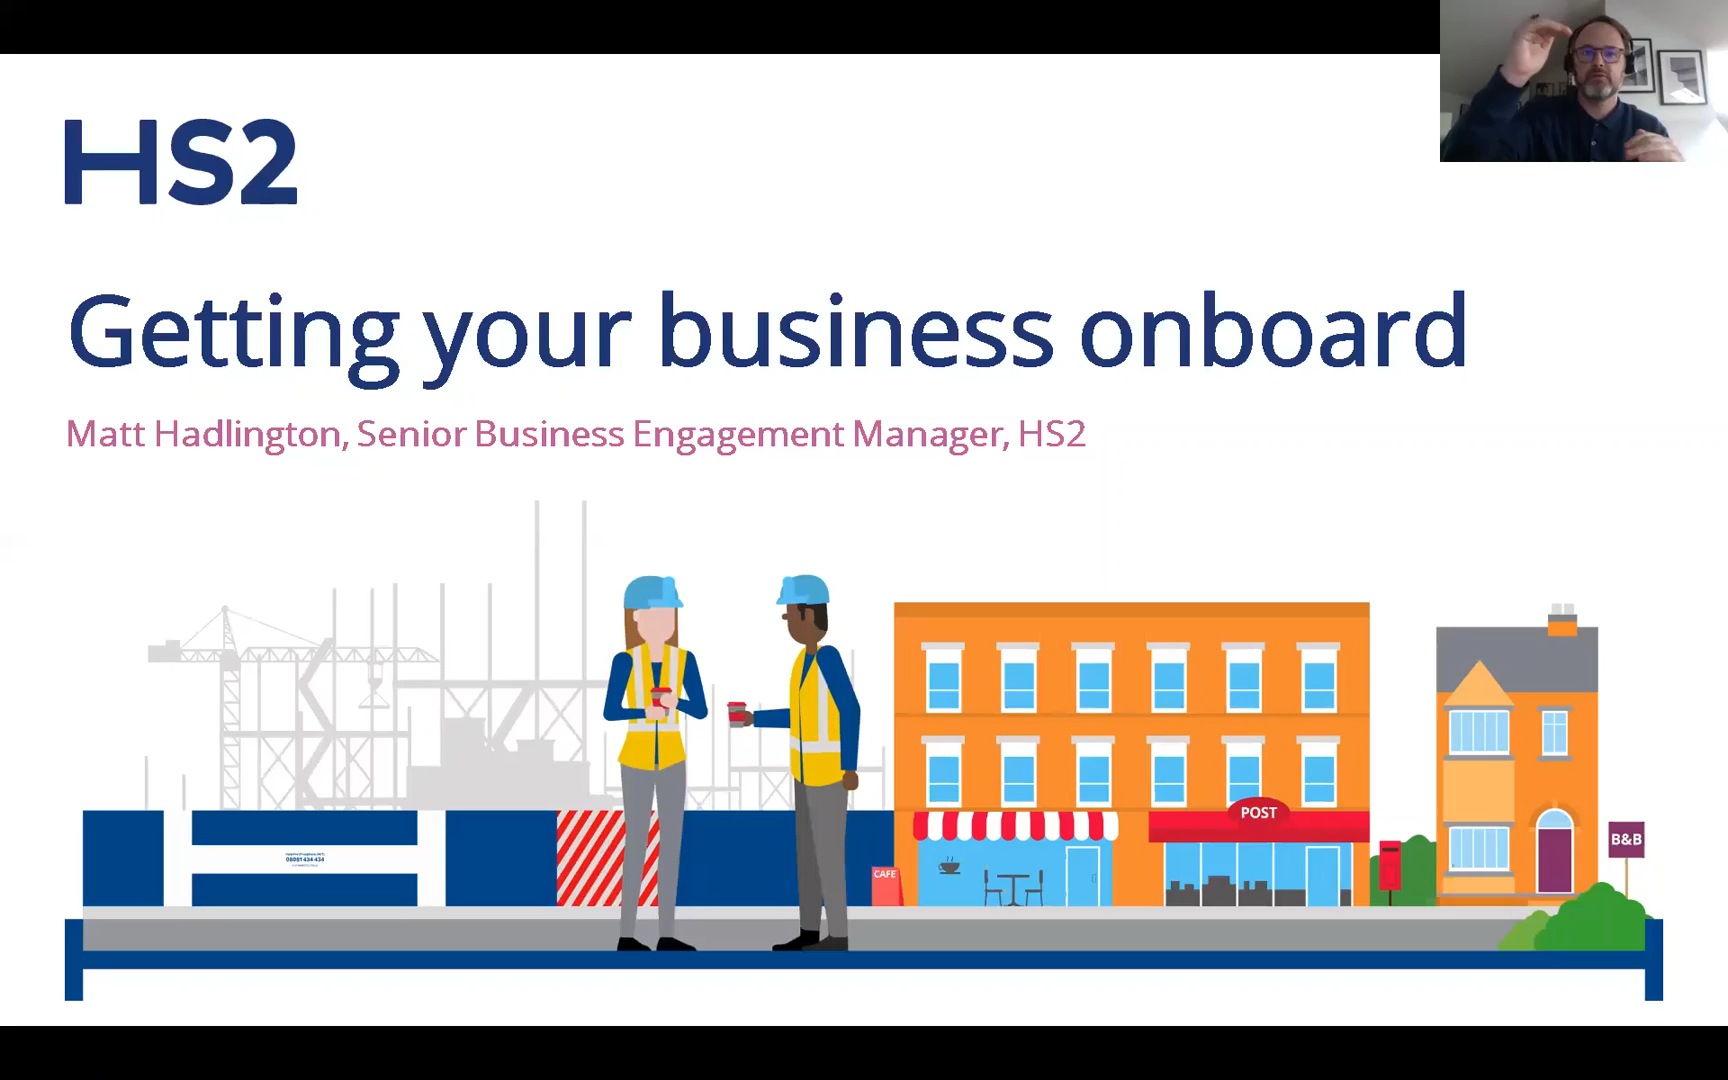 HS2
Getting your business onboard
Matt Hadlington, Senior Business Engagement Manager, HS2
POST
CAFE
B&B